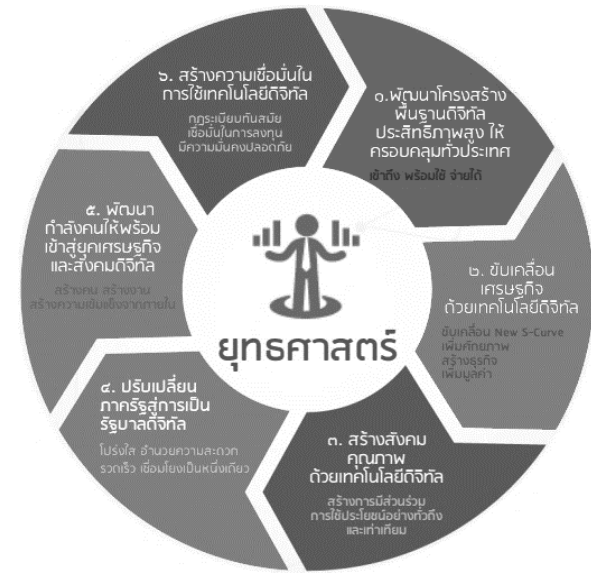 ๑.พัฒนาโครงสร้าง
พื้นฐานดิจิทัล
ประสิทธิภาพสูง ให้
ครอบคลุมทั่วประเทศ
เข้าถึง พร้อมใช้ จ่ายได้
๒. ขับเคลื่อน
เศรษฐกิจ
ด้วยเทคโนโลยีดิจิทัล
ขับเคลื่อน New S-Curve
เพิ่มศักยภาพ
สร้างธุรกิจ
เพิ่มมูลค่า
๓. สร้างสังคม
คุณภาพ
ด้วยเทคโนโลยีดิจิทัล
สร้างการมีส่วนร่วม
การใช้ประโยชน์อย่างทั่วถึง
และเท่าเทียม
๔. ปรับเปลี่ยน
ภาครัฐสู่การเป็น
รัฐบาลดิจิทัล
โปร่งใส อำนวยความสะดวก
รวดเร็ว เชื่อมโยงเป็นหนึ่งเดียว
๕. พัฒนา
กำลังคนให้พร้อม
เข้าสู่ยุคเศรษฐกิจ
และสังคมดิจิทัล
สร้างคน สร้างงาน
สร้างความเข้มแข็งจากภายใน
๖. สร้างความเชื่อมั่นใน
การใช้เทคโนโลยีดิจิทัล
กฎระเบียบทันสมัย
เชื่อมั่นในการลงทุน
มีความมั่นคงปลอดภัย
ยุทธศาสตร์